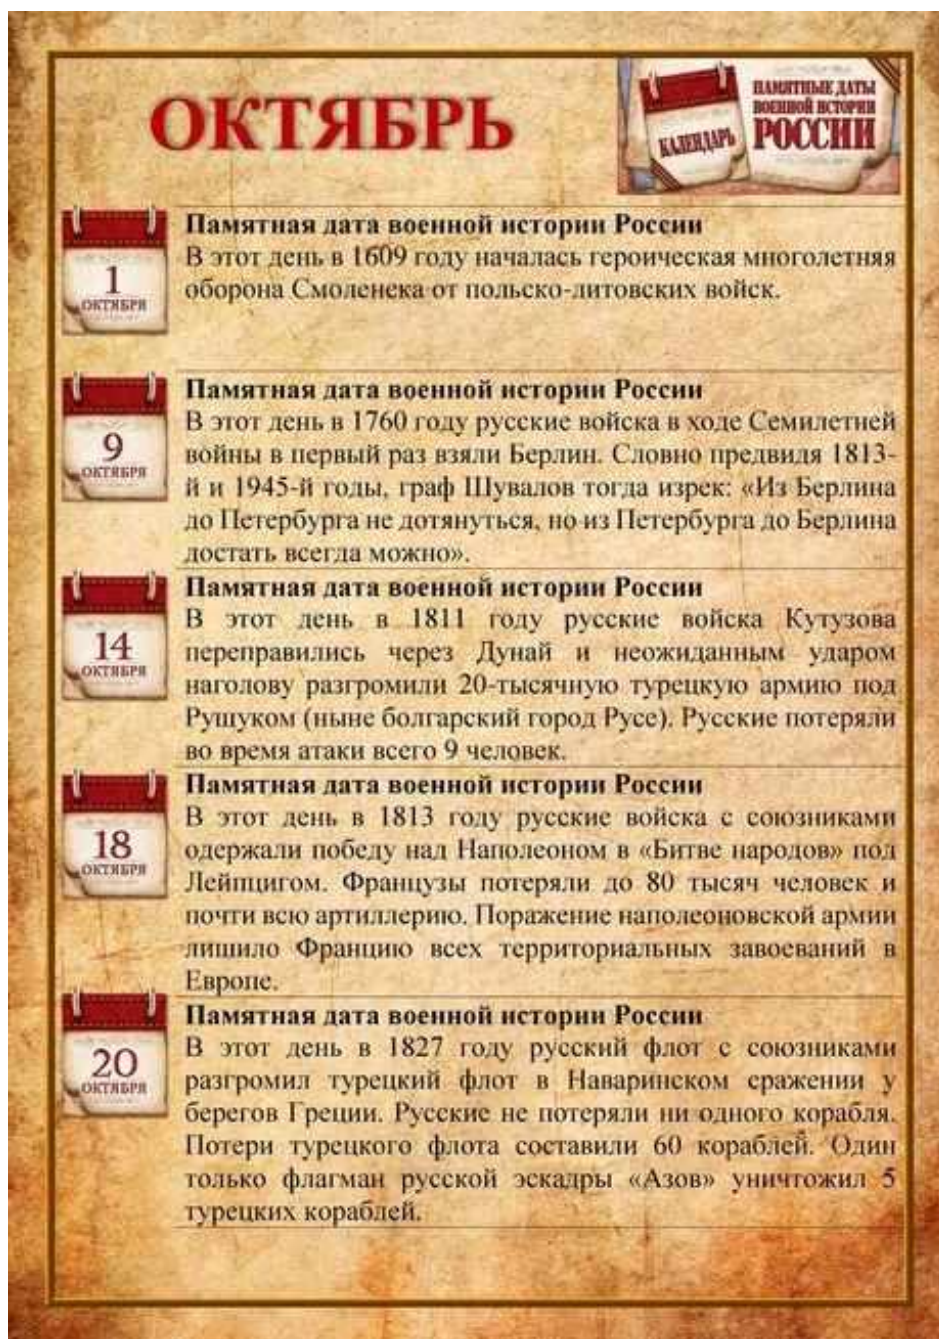 ОКТЯБРЬ
КАЛЕНДАРЬ
ПАМЯТНЫЕ ДАТЫ
ВОЕННОЙ ИСТОРИИ
РОССИИ
1
ОКТЯБРЯ
Памятная дата военной истории России
В этот день в 1609 году началась героическая многолетняя
оборона Смоленека от польско-литовских войск.
9
ОКТЯБРЯ
Памятная дата военной истории России
В этот день в 1760 году русские войска в ходе Семилетней
войны в первый раз взяли Берлин. Словно предвидя 1813-
й и 1945-й годы, граф Шувалов тогда изрек: «Из Берлина
до Петербурга не дотянуться, но из Петербурга до Берлина
достать всегда можно».
14
ОКТЯБРЯ
Памятная дата военной истории России
В этот день в 1811 году русские войска Кутузова
переправились через Дунай и неожиданным ударом
наголову разгромили 20-тысячную турецкую армию под
Рущуком (ныне болгарский город Русе). Русские потеряли
во время атаки всего 9 человек.
18
ОКТЯБРЯ
Памятная дата военной истории России
В этот день в 1813 году русские войска с союзниками
одержали победу над Наполеоном в «Битве народов» под
Лейпцигом. Французы потеряли до 80 тысяч человек и
почти всю артиллерию. Поражение наполеоновской армии
лишило Францию всех территориальных завоеваний в
Европе.
20
ОКТЯБРЯ
Памятная дата военной истории России
В этот день в 1827 году русский флот с союзниками
разгромил турецкий флот в Наваринском сражении у
берегов Греции. Русские не потеряли ни одного корабля.
Потери турецкого флота составили 60 кораблей. Один
только флагман русской эскадры «Азов» уничтожил 5
турецких кораблей.